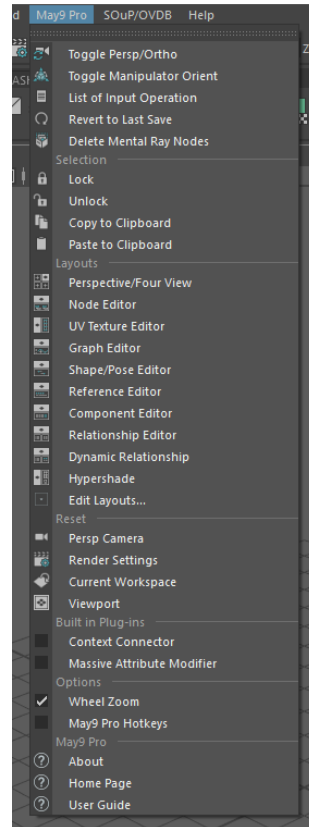 d May9 Pro SOuP/OVDB Help
Toggle Persp/Ortho
Toggle Manipulator Orient
List of Input Operation
Revert to Last Save
Delete Mental Ray Nodes
Selection
Lock
Unlock
Copy to Clipboard
Paste to Clipboard
Layouts
Perspective/Four View
Node Editor
UV Texture Editor
Graph Editor
Shape/Pose Editor
Reference Editor
Component Editor
Relationship Editor
Dynamic Relationship
Hypershade
Edit Layouts...
Reset
Persp Camera
Render Settings
Current Workspace
Viewport
Built in Plug-ins
Context Connector
Massive Attribute Modifier
Options
Wheel Zoom
May9 Pro Hotkeys
May9 Pro
About
Home Page
User Guide